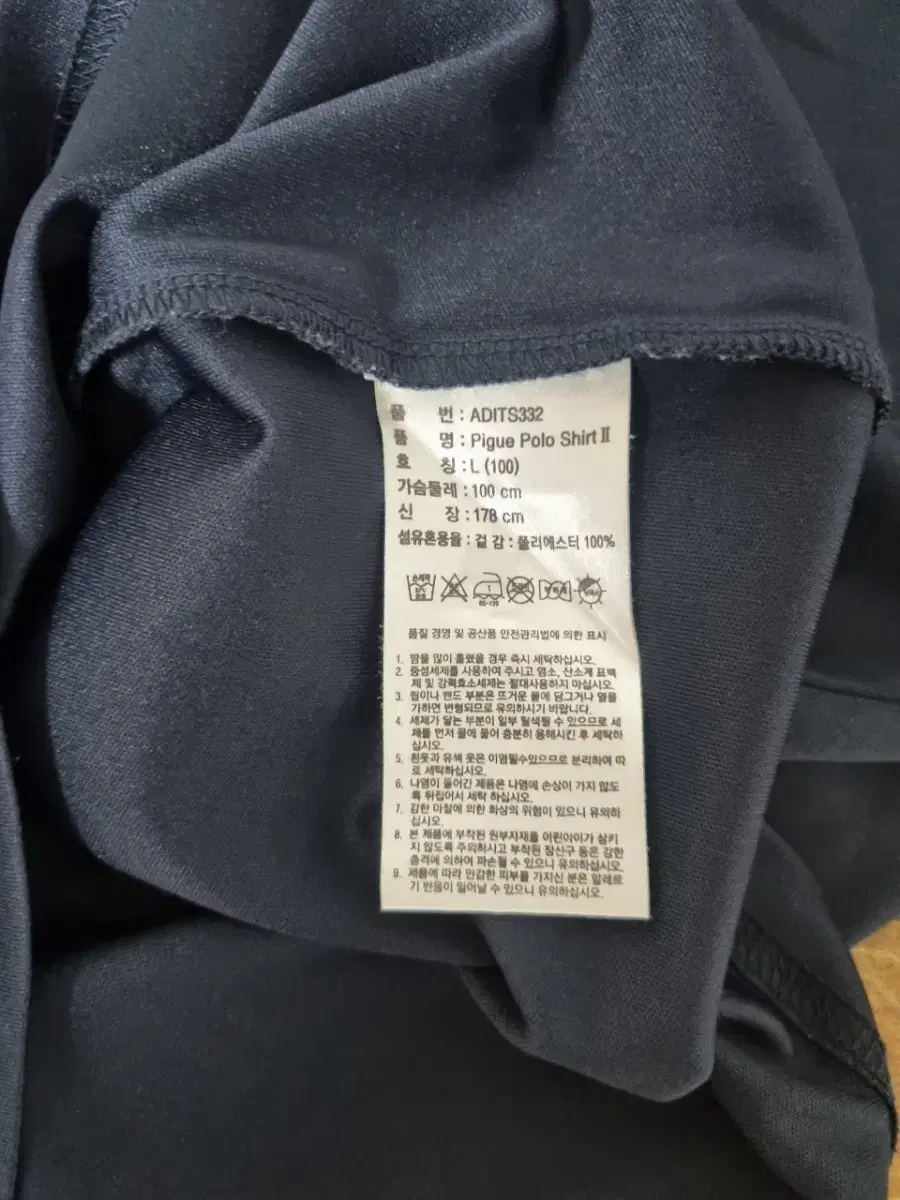 품 번 : ADITS332
품 명 : Pigue Polo Shirt Ⅱ
호 칭 : L (100)
가슴둘레 : 100 cm
신 장 : 178 cm
섬유혼용율 : 겉 감 : 폴리에스터 100%
손세탁
80-120
품질 경영 및 공산품 안전관리법에 의한 표시
1. 땀을 많이 흘렸을 경우 즉시 세탁하십시오.
2. 중성세제를 사용하여 주시고 염소, 산소계 표백
제 및 강력효소세제는 절대사용하지 마십시오.
3. 립이나 밴드 부분은 뜨거운 물에 담그거나 열을
가하면 변형되므로 유의하시기 바랍니다.
4. 세제가 닿는 부분이 일부 탈색될 수 있으므로 세
제를 먼저 물에 풀어 충분히 용해시킨 후 세탁하
십시오.
5. 흰옷과 유색 옷은 이염될수있으므로 분리하여 따
로 세탁하십시오.
6. 나염이 들어간 제품은 나염에 손상이 가지 않도
록 뒤집어서 세탁 하십시오.
7. 강한 마찰에 의한 화상의 위험이 있으니 유의하
십시오.
8. 본 제품에 부착된 원부자재를 어린아이가 삼키
지 않도록 주의하시고 부착된 장신구 등은 강한
충격에 의하여 파손될 수 있으니 유의하십시오.
9. 제품에 따라 민감한 피부를 가지신 분은 알레르
기 반응이 일어날 수 있으니 유의하십시오.